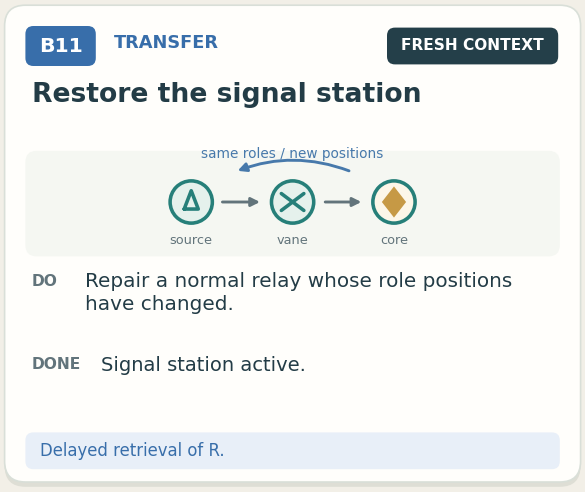 B11 TRANSFER FRESH CONTEXT
Restore the signal station
same roles / new positions
source vane core
DO Repair a normal relay whose role positions
have changed.
DONE Signal station active.
Delayed retrieval of R.